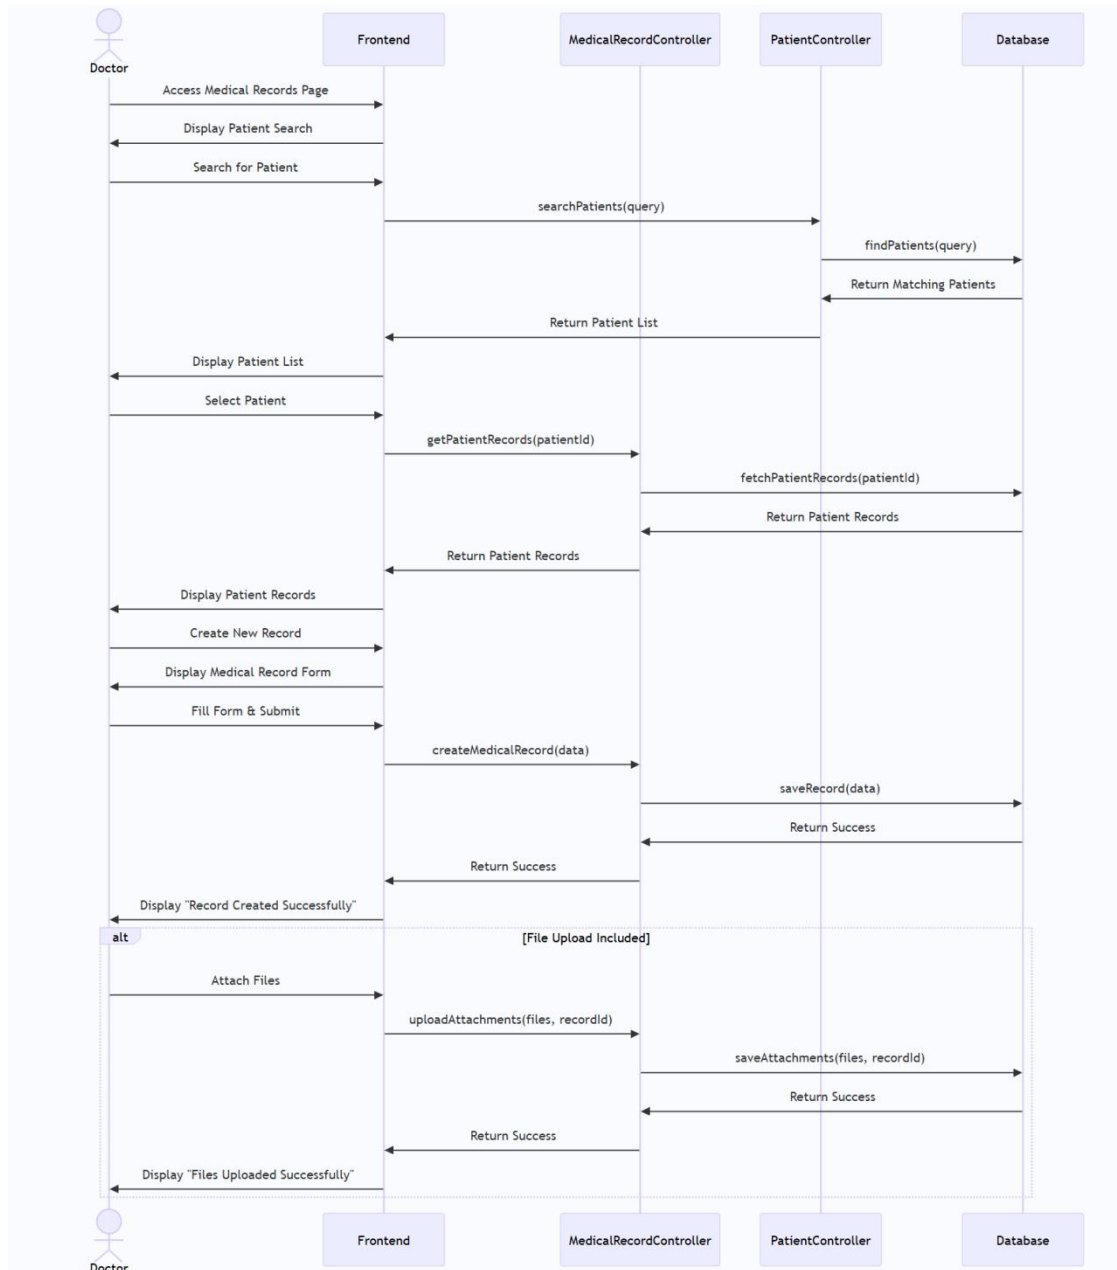 Frontend
MedicalRecordController
PatientController
Database
Doctor
Access Medical Records Page
Display Patient Search
Search for Patient
searchPatients(query)
findPatients(query)
Return Matching Patients
Return Patient List
Display Patient List
Select Patient
getPatientRecords(patientId)
fetchPatientRecords(patientId)
Return Patient Records
Return Patient Records
Display Patient Records
Create New Record
Display Medical Record Form
Fill Form & Submit
createMedicalRecord(data)
saveRecord(data)
Return Success
Return Success
Display "Record Created Successfully"
alt
[File Upload Included]
Attach Files
uploadAttachments(files, recordId)
saveAttachments(files, recordId)
Return Success
Return Success
Display "Files Uploaded Successfully"
Frontend
MedicalRecordController
PatientController
Database
Doctor